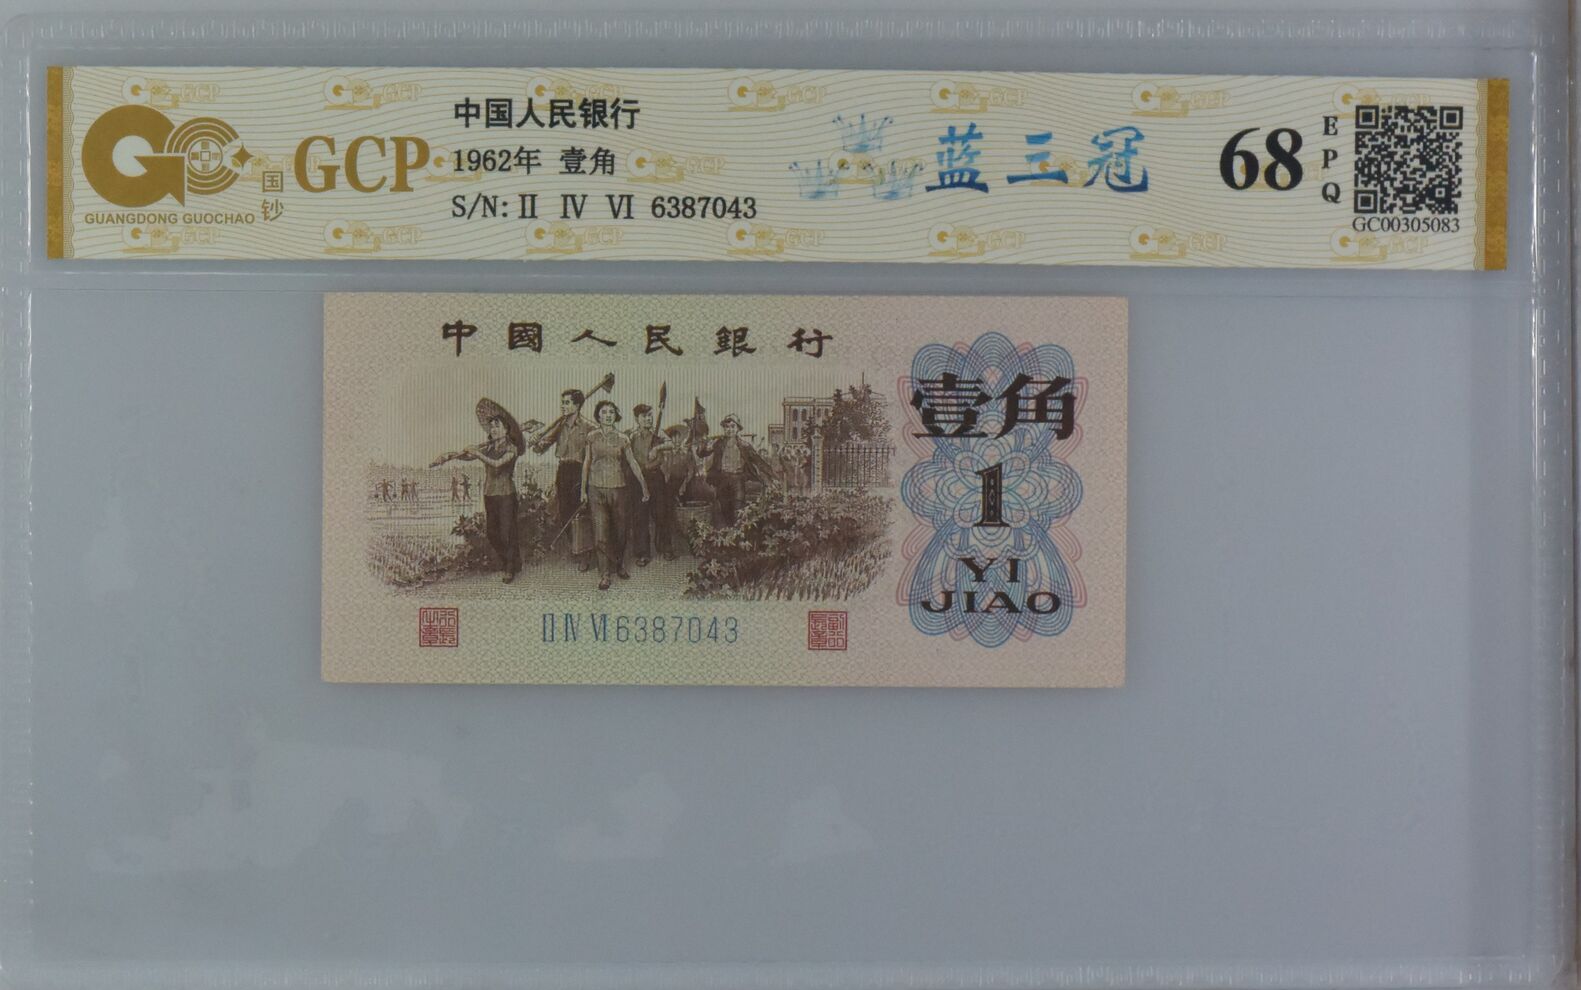 GCP
国钞
GUANGDONG GUOCHAO
中国人民银行
1962年 壹角
S/N: II IV VI 6387043
蓝三冠
68
EPQ
GC00305083
中國人民銀行
壹角
1
YI
JIAO
II IV VI 6387043